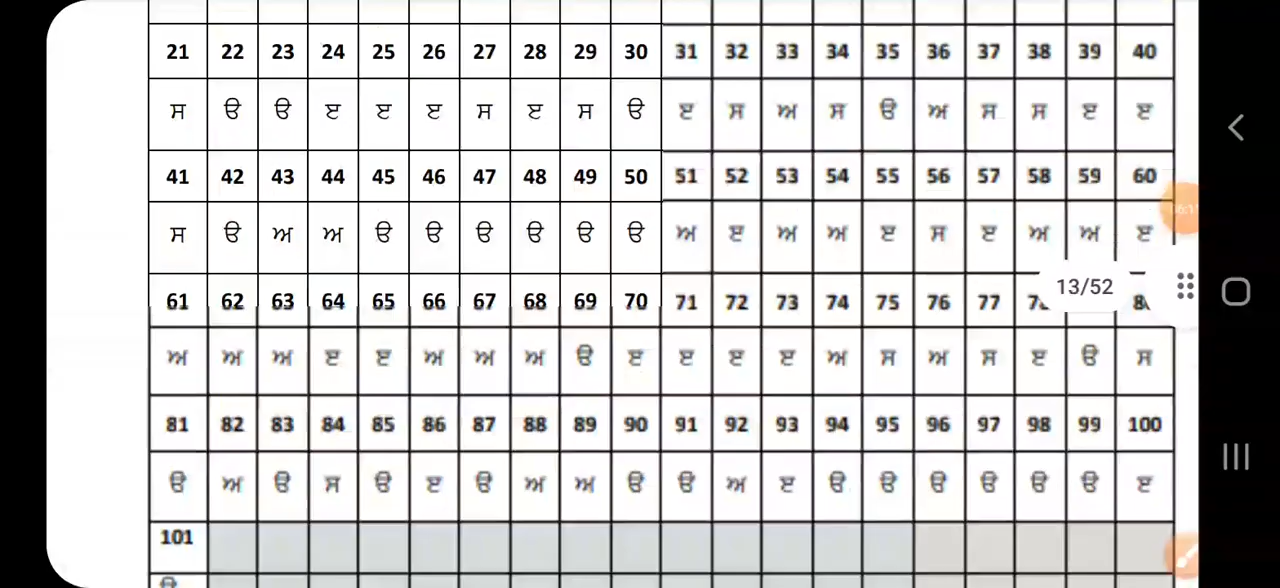 21 22 23 24 25 26 27 28 29 30 31 32 33 34 35 36 37 38 39 40
ਸ ੳ ੳ ੲ ੲ ੲ ਸ ੲ ਸ ੳ ੲ ਸ ਅ ਸ ੳ ਅ ਸ ਸ ੲ ੲ
41 42 43 44 45 46 47 48 49 50 51 52 53 54 55 56 57 58 59 60
ਸ ੳ ਅ ਅ ੳ ੳ ੳ ੳ ੳ ੳ ਅ ੲ ਅ ਅ ੲ ਸ ੲ ਅ ਅ ੲ
13/52
61 62 63 64 65 66 67 68 69 70 71 72 73 74 75 76 77
ਅ ਅ ਅ ੲ ੲ ਅ ਅ ਅ ੳ ੲ ੲ ੲ ੲ ਅ ਸ ਅ ਸ ੲ ੳ ਸ
81 82 83 84 85 86 87 88 89 90 91 92 93 94 95 96 97 98 99 100
ੳ ਅ ੳ ਸ ੳ ੲ ੳ ਅ ਅ ੳ ੳ ਅ ੲ ੳ ੳ ੳ ੳ ੳ ੳ ੲ
101